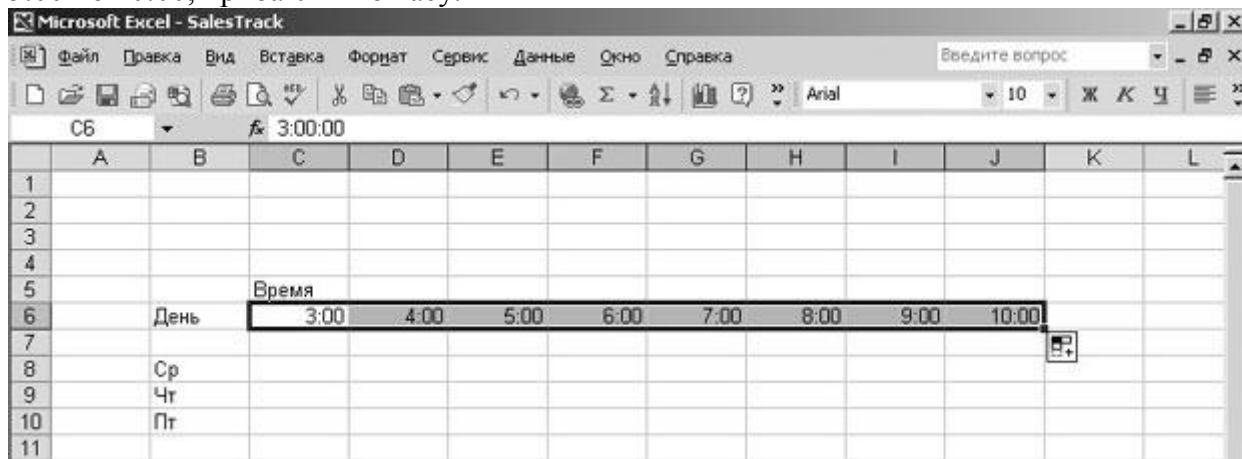 Microsoft Excel - SalesTrack
Файл Правка Вид Вставка Формат Сервис Данные Окно Справка Введите вопрос
Arial 10 Ж К Ч
C6 fx 3:00:00
A B C D E F G H I J K L
1
2
3
4
5 Время
6 День 3:00 4:00 5:00 6:00 7:00 8:00 9:00 10:00
7
8 Ср
9 Чт
10 Пт
11